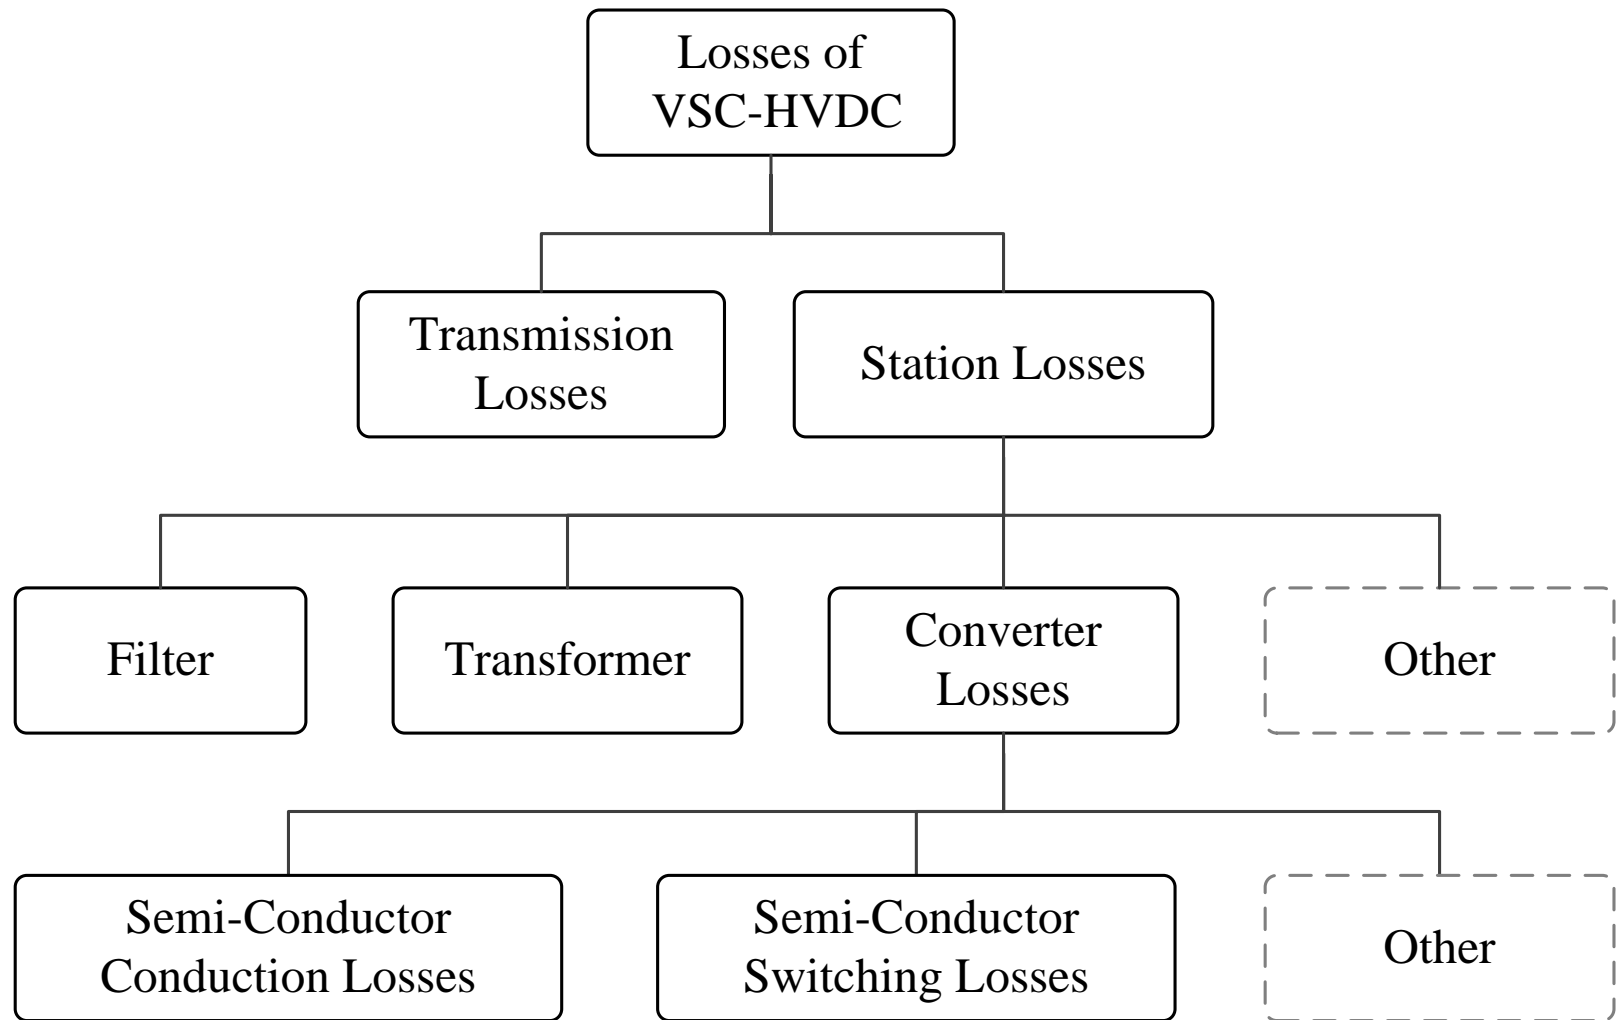 Losses of
VSC-HVDC
Transmission
Losses
Station Losses
Filter
Transformer
Converter
Losses
Other
Semi-Conductor
Conduction Losses
Semi-Conductor
Switching Losses
Other